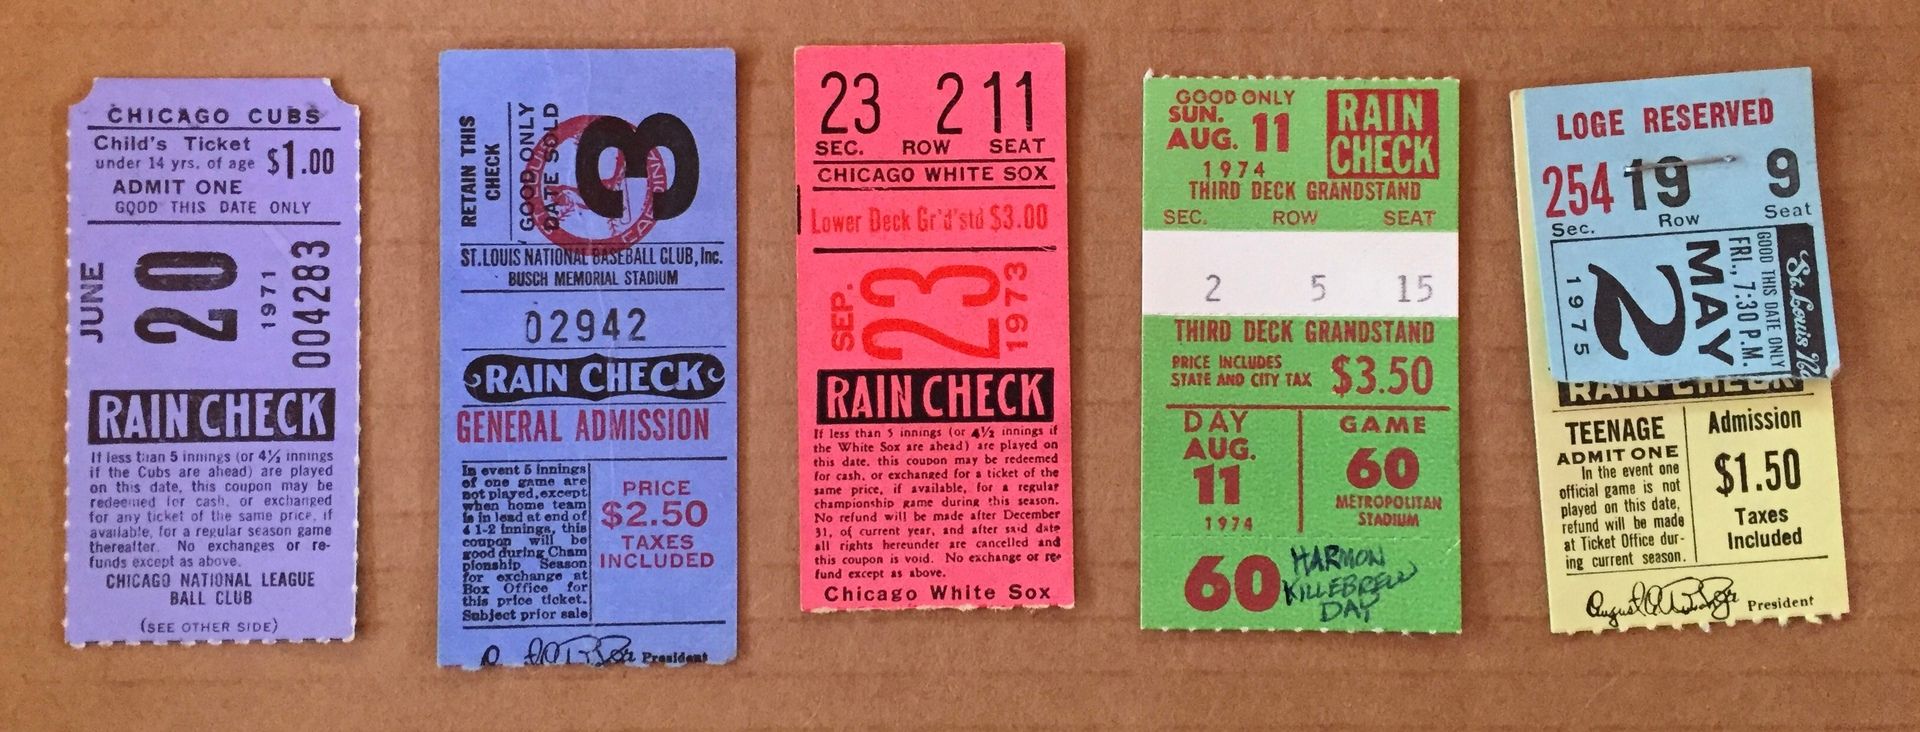 CHICAGO CUBS
Child's Ticket
under 14 yrs. of age
$1.00
ADMIT ONE
GOOD THIS DATE ONLY
JUNE
20
1971
004283
RAIN CHECK
If less than 5 innings (or 4½ innings
if the Cubs are ahead) are played
on this date, this coupon may be
redeemed for cash, or exchanged
for any ticket of the same price, if
available, for a regular season game
thereafter. No exchanges or re-
funds except as above.
CHICAGO NATIONAL LEAGUE
BALL CLUB
(SEE OTHER SIDE)
RETAIN THIS
CHECK
GOOD ONLY
DATE SOLD
3
ST. LOUIS NATIONAL BASEBALL CLUB, Inc.
BUSCH MEMORIAL STADIUM
02942
RAIN CHECK
GENERAL ADMISSION
In event 5 innings
of one game are
not played, except
when home team
is in lead at end of
4 1-2 innings, this
coupon will be
good during Cham
pionship Season
for exchange at
Box Office for
this price ticket.
Subject prior sale
PRICE
$2.50
TAXES
INCLUDED
President
23 2 11
SEC. ROW SEAT
CHICAGO WHITE SOX
Lower Deck Gr'd'std $3.00
SEP.
23
1973
RAIN CHECK
If less than 5 innings (or 4½ innings if
the White Sox are ahead) are played on
this date, this coupon may be redeemed
for cash, or exchanged for a ticket of the
same price, if available, for a regular
championship game during this season.
No refund will be made after December
31, of current year, and after said date
all rights hereunder are cancelled and
this coupon is void. No exchange or re-
fund except as above.
Chicago White Sox
GOOD ONLY
SUN.
AUG. 11
1974
RAIN
CHECK
THIRD DECK GRANDSTAND
SEC. ROW SEAT
2 5 15
THIRD DECK GRANDSTAND
PRICE INCLUDES
STATE AND CITY TAX
$3.50
DAY
AUG.
11
1974
GAME
60
METROPOLITAN
STADIUM
60
HARMON
KILLEBREW
DAY
LOGE RESERVED
254 19 9
Sec. Row Seat
1975
2
MAY
FRI., 7:30 P.M.
GOOD THIS DATE ONLY
St. Louis
RAIN CHECK
TEENAGE
ADMIT ONE
In the event one
official game is not
played on this date,
refund will be made
at Ticket Office dur-
ing current season.
Admission
$1.50
Taxes
Included
President